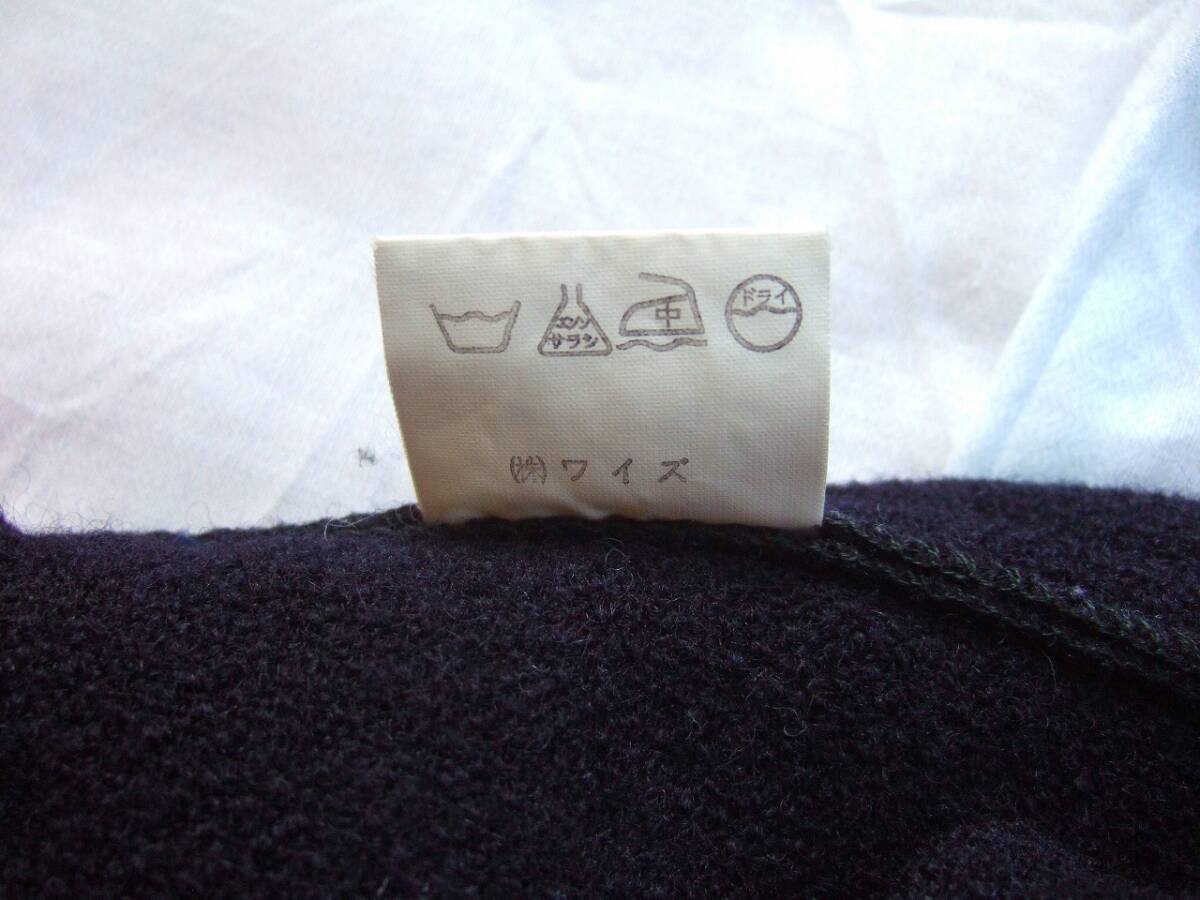 エンソ
サラシ
中
ドライ
㈱ワイズ